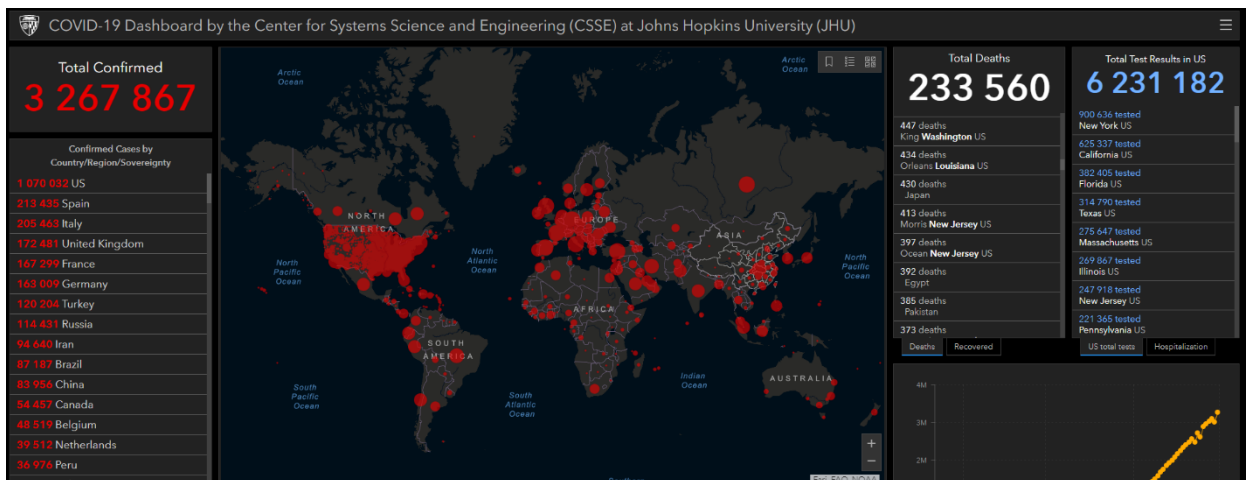 COVID-19 Dashboard by the Center for Systems Science and Engineering (CSSE) at Johns Hopkins University (JHU)
Total Confirmed
3 267 867
Confirmed Cases by
Country/Region/Sovereignty
1 070 032 US
213 435 Spain
205 463 Italy
172 481 United Kingdom
167 299 France
163 009 Germany
120 204 Turkey
114 431 Russia
94 640 Iran
87 187 Brazil
83 956 China
54 457 Canada
48 519 Belgium
39 512 Netherlands
36 976 Peru
Arctic
Ocean
Arctic
Ocean
NORTH
AMERICA
EUROPE
ASIA
North
Pacific
Ocean
North
Atlantic
Ocean
North
Pacific
Ocean
AFRICA
SOUTH
AMERICA
Indian
Ocean
AUSTRALIA
South
Pacific
Ocean
South
Atlantic
Ocean
+
−
Esri, FAO, NOAA
Total Deaths
233 560
447 deaths
King Washington US
434 deaths
Orleans Louisiana US
430 deaths
Japan
413 deaths
Morris New Jersey US
397 deaths
Ocean New Jersey US
392 deaths
Egypt
385 deaths
Pakistan
373 deaths
Deaths
Recovered
Total Test Results in US
6 231 182
900 636 tested
New York US
625 337 tested
California US
382 405 tested
Florida US
314 790 tested
Texas US
275 647 tested
Massachusetts US
269 867 tested
Illinois US
247 918 tested
New Jersey US
221 365 tested
Pennsylvania US
US total tests
Hospitalization
4M
3M
2M